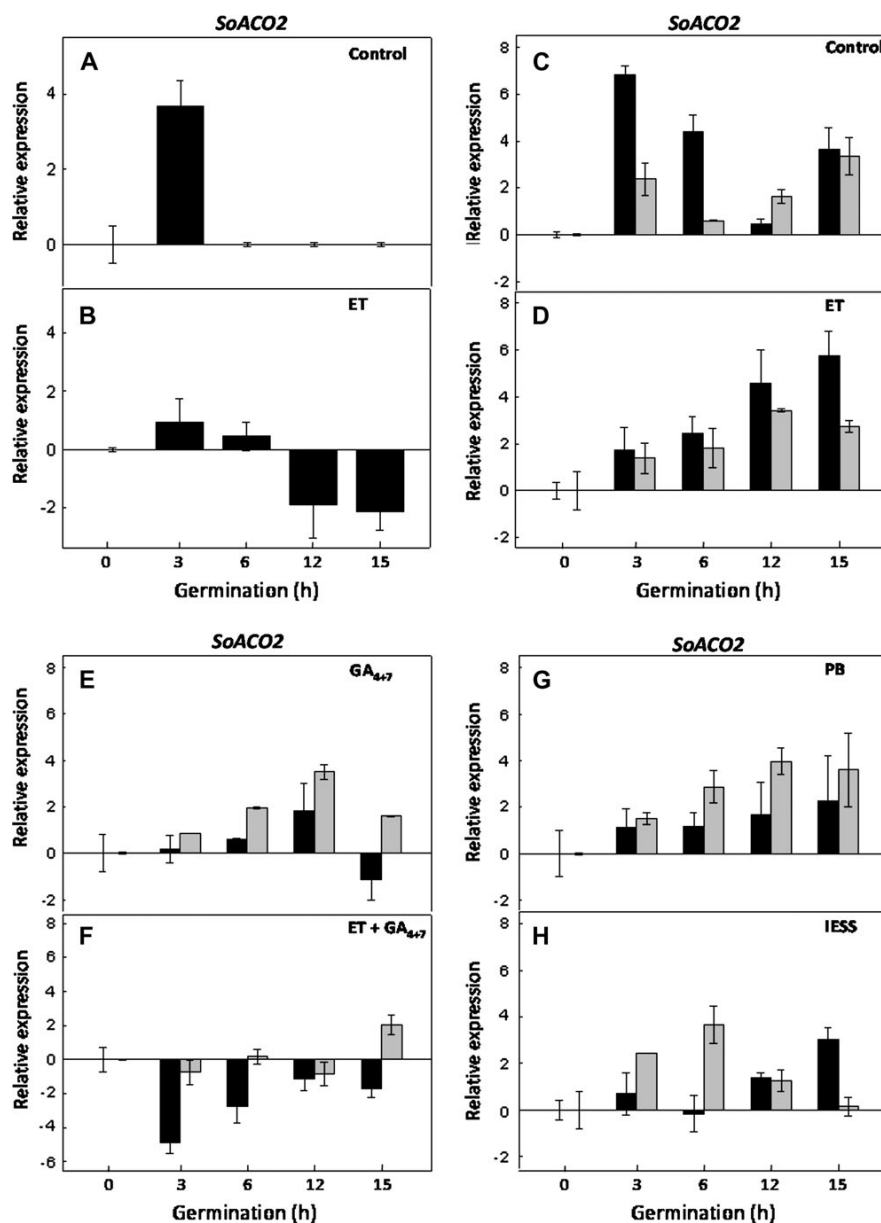 SoACO2
A
Control
Relative expression
4
2
0
B
ET
Relative expression
4
2
0
-2
0 3 6 12 15
Germination (h)
SoACO2
C
Control
Relative expression
8
6
4
2
0
-2
D
ET
Relative expression
8
6
4
2
0
-2
0 3 6 12 15
Germination (h)
SoACO2
E
GA4+7
Relative expression
8
6
4
2
0
-2
F
ET + GA4+7
Relative expression
8
6
4
2
0
-2
-4
-6
0 3 6 12 15
Germination (h)
SoACO2
G
PB
Relative expression
8
6
4
2
0
-2
H
IESS
Relative expression
8
6
4
2
0
-2
0 3 6 12 15
Germination (h)